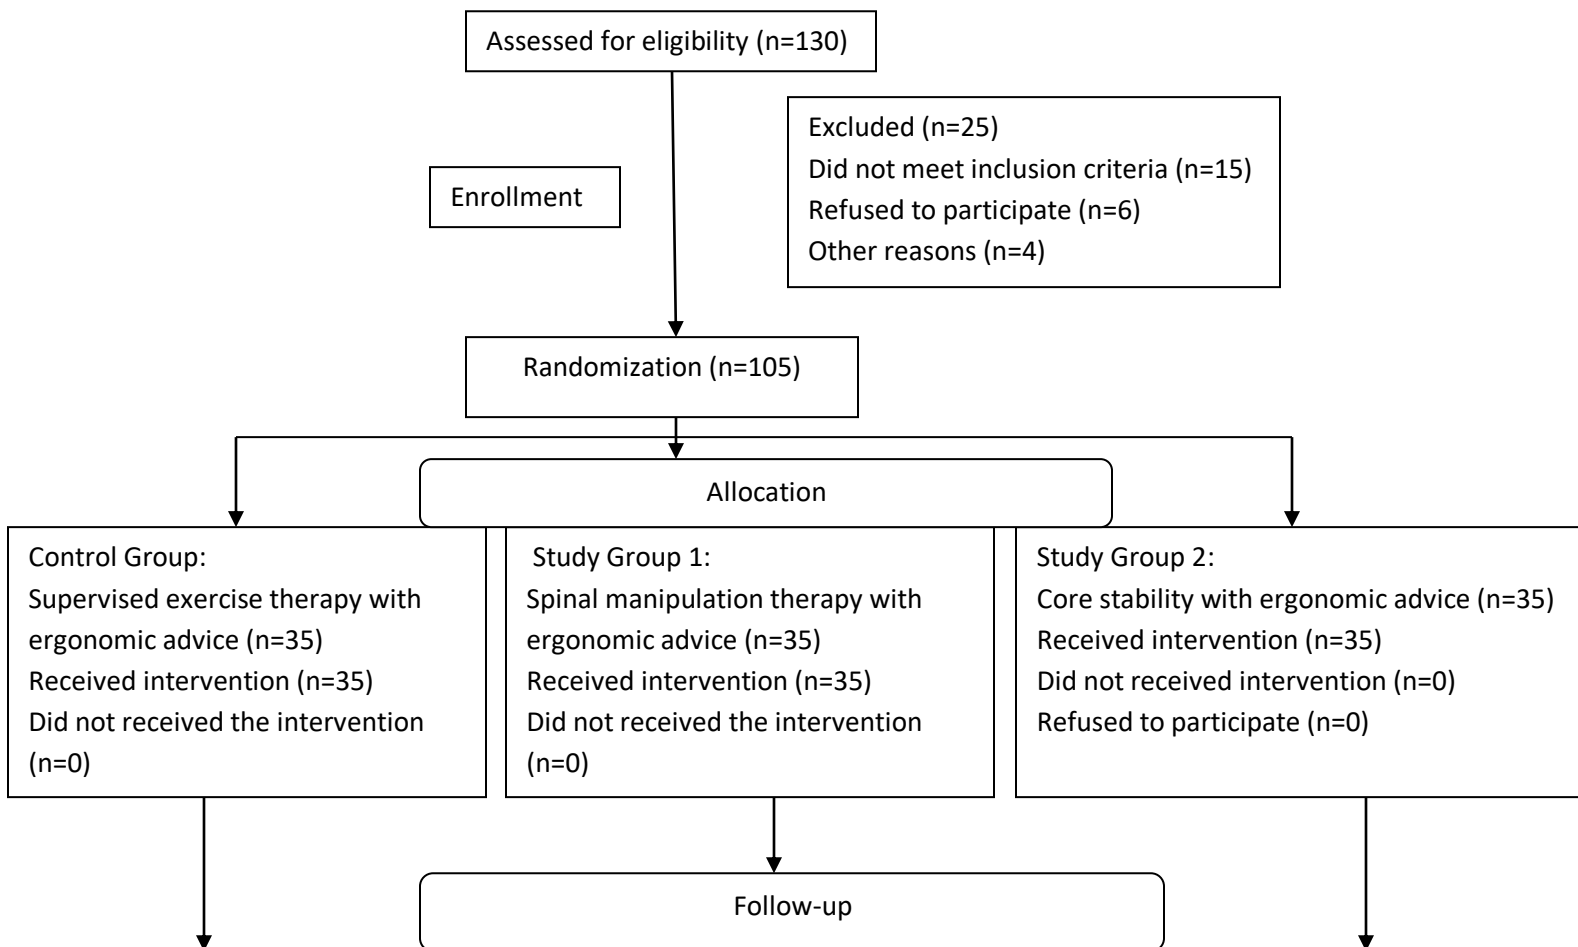 Assessed for eligibility (n=130)
Excluded (n=25)
Did not meet inclusion criteria (n=15)
Refused to participate (n=6)
Other reasons (n=4)
Enrollment
Randomization (n=105)
Allocation
Control Group:
Supervised exercise therapy with
ergonomic advice (n=35)
Received intervention (n=35)
Did not received the intervention
(n=0)
Study Group 1:
Spinal manipulation therapy with
ergonomic advice (n=35)
Received intervention (n=35)
Did not received the intervention
(n=0)
Study Group 2:
Core stability with ergonomic advice (n=35)
Received intervention (n=35)
Did not received intervention (n=0)
Refused to participate (n=0)
Follow-up